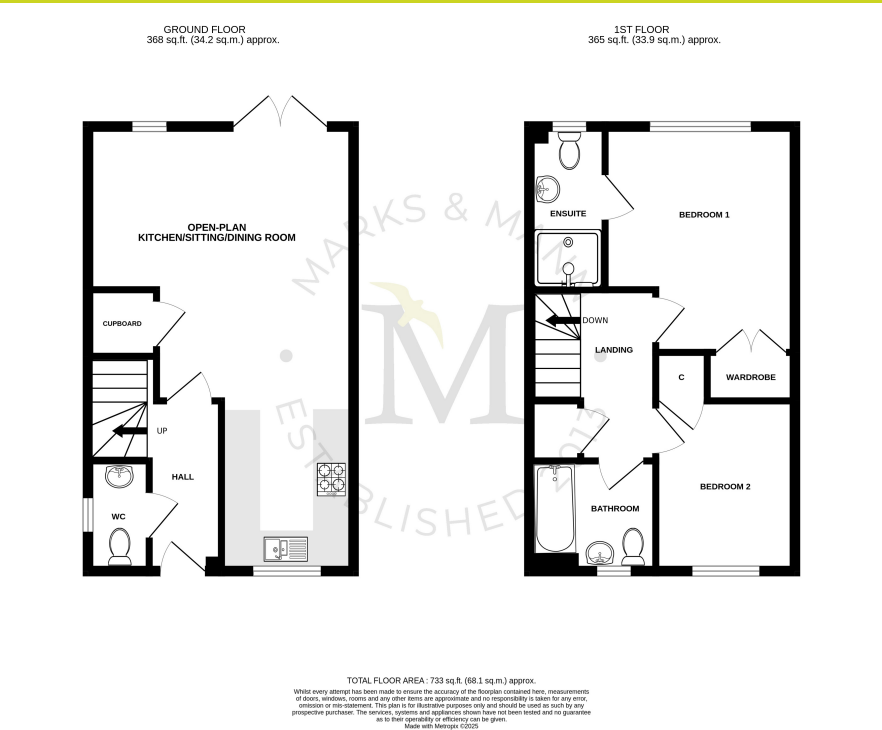 GROUND FLOOR
368 sq.ft. (34.2 sq.m.) approx.
1ST FLOOR
365 sq.ft. (33.9 sq.m.) approx.
OPEN-PLAN
KITCHEN/SITTING/DINING ROOM
CUPBOARD
UP
HALL
WC
ENSUITE
BEDROOM 1
DOWN
LANDING
C
WARDROBE
BEDROOM 2
BATHROOM
MARKS & MANN
M
ESTABLISHED 2013
TOTAL FLOOR AREA : 733 sq.ft. (68.1 sq.m.) approx.
Whilst every attempt has been made to ensure the accuracy of the floorplan contained here, measurements
of doors, windows, rooms and any other items are approximate and no responsibility is taken for any error,
omission or mis-statement. This plan is for illustrative purposes only and should be used as such by any
prospective purchaser. The services, systems and appliances shown have not been tested and no guarantee
as to their operability or efficiency can be given.
Made with Metropix ©2025